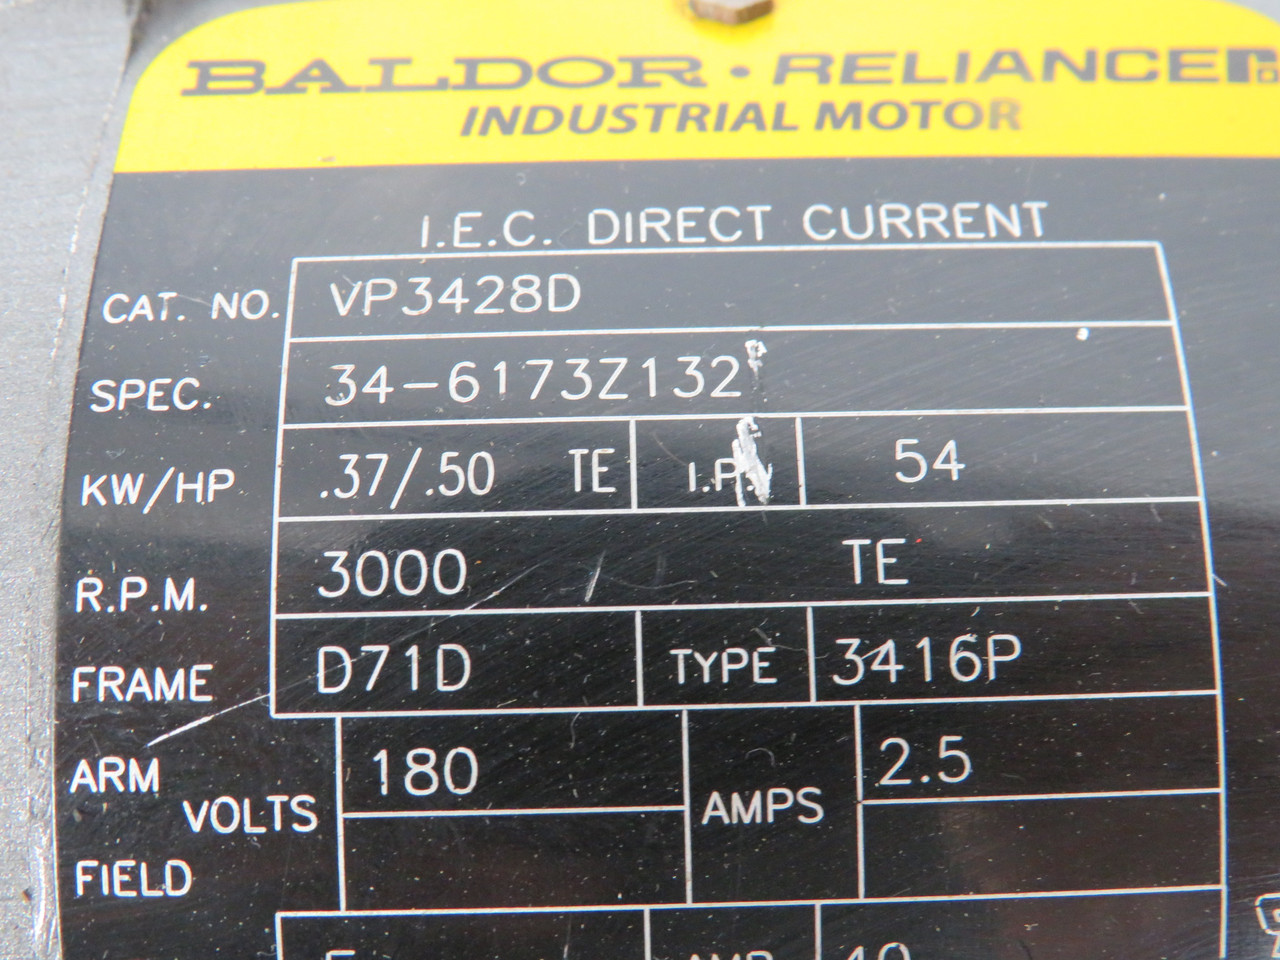 BALDOR • RELIANCE
INDUSTRIAL MOTOR
I.E.C. DIRECT CURRENT
CAT. NO. VP3428D
SPEC. 34-6173Z132
KW/HP .37/.50 TE I.P. 54
R.P.M. 3000 TE
FRAME D71D TYPE 3416P
ARM 180 2.5
VOLTS AMPS
FIELD